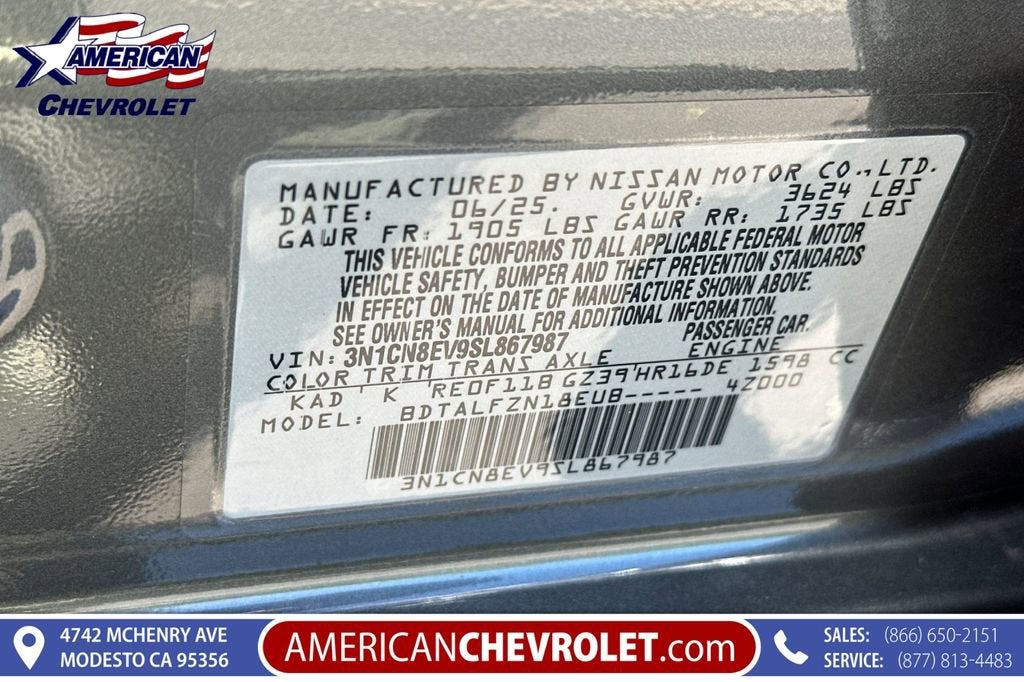 AMERICAN
CHEVROLET
MANUFACTURED BY NISSAN MOTOR CO.,LTD.
DATE: 06/25. GVWR: 3624 LBS
GAWR FR: 1905 LBS GAWR RR: 1735 LBS
THIS VEHICLE CONFORMS TO ALL APPLICABLE FEDERAL MOTOR
VEHICLE SAFETY, BUMPER AND THEFT PREVENTION STANDARDS
IN EFFECT ON THE DATE OF MANUFACTURE SHOWN ABOVE.
SEE OWNER'S MANUAL FOR ADDITIONAL INFORMATION.
VIN: 3N1CN8EV9SL867987 PASSENGER CAR.
COLOR TRIM TRANS AXLE ENGINE
KAD K RE0F11B GZ39 HR16DE 1598 CC
MODEL: BDTALFZN18EUB----- 4Z000
3N1CN8EV9SL867987
4742 MCHENRY AVE
MODESTO CA 95356
AMERICANCHEVROLET.com
SALES: (866) 650-2151
SERVICE: (877) 813-4483